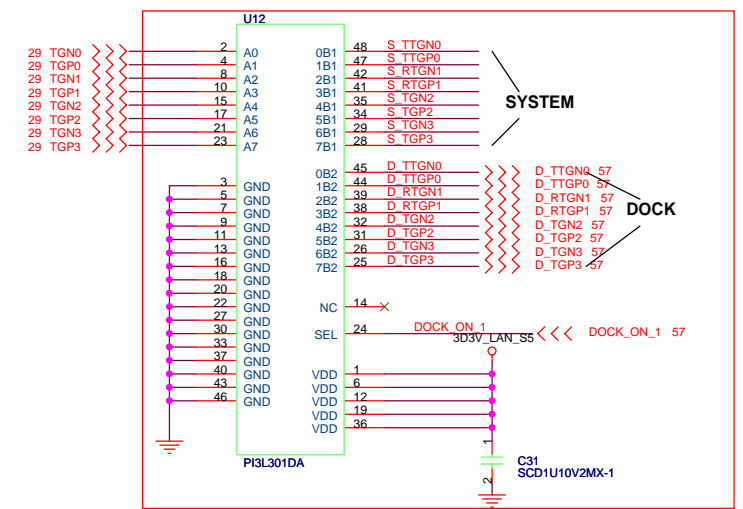 U12
29 TGN0 2 A0 0B1 48 S_TTGN0
29 TGP0 4 A1 1B1 47 S_TTGP0
29 TGN1 8 A2 2B1 42 S_RTGN1
29 TGP1 10 A3 3B1 41 S_RTGP1
29 TGN2 15 A4 4B1 35 S_TGN2
29 TGP2 17 A5 5B1 34 S_TGP2
29 TGN3 21 A6 6B1 29 S_TGN3
29 TGP3 23 A7 7B1 28 S_TGP3
SYSTEM
0B2 45 D_TTGN0 D_TTGN0 57
1B2 44 D_TTGP0 D_TTGP0 57
2B2 39 D_RTGN1 D_RTGN1 57
3B2 38 D_RTGP1 D_RTGP1 57
4B2 32 D_TGN2 D_TGN2 57
5B2 31 D_TGP2 D_TGP2 57
6B2 26 D_TGN3 D_TGN3 57
7B2 25 D_TGP3 D_TGP3 57
DOCK
3 GND
5 GND
7 GND
9 GND
11 GND
13 GND
16 GND
18 GND
20 GND
22 GND
27 GND
30 GND
33 GND
37 GND
40 GND
43 GND
46 GND
NC 14
SEL 24 DOCK_ON_1 DOCK_ON_1 57
3D3V_LAN_S5
VDD 1
VDD 6
VDD 12
VDD 19
VDD 36
1
C31
SCD1U10V2MX-1
2
PI3L301DA